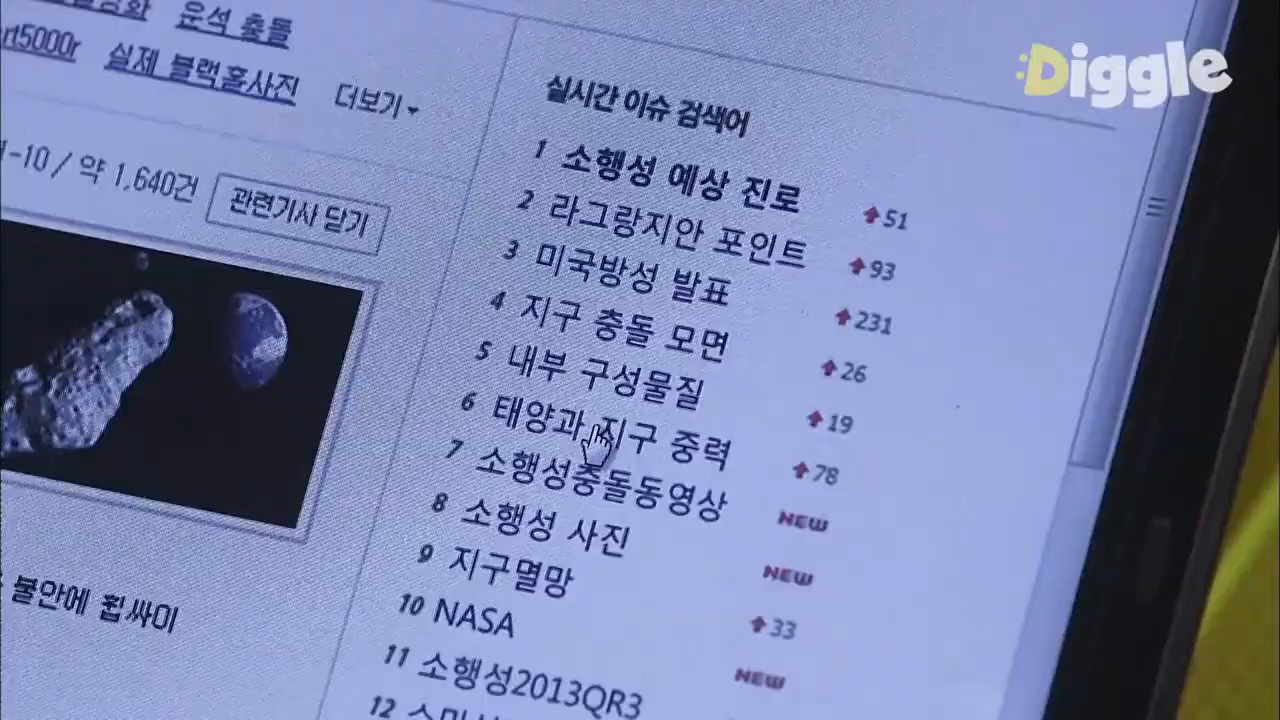 운석 충돌
rt5000r 실제 블랙홀사진 더보기
1-10 / 약 1,640건 관련기사 닫기
불안에 휩싸이
Diggle
실시간 이슈 검색어
1 소행성 예상 진로 51
2 라그랑지안 포인트 93
3 미국방성 발표 231
4 지구 충돌 모면 26
5 내부 구성물질 19
6 태양과 지구 중력 78
7 소행성충돌동영상 NEW
8 소행성 사진 NEW
9 지구멸망 33
10 NASA NEW
11 소행성2013QR3
12